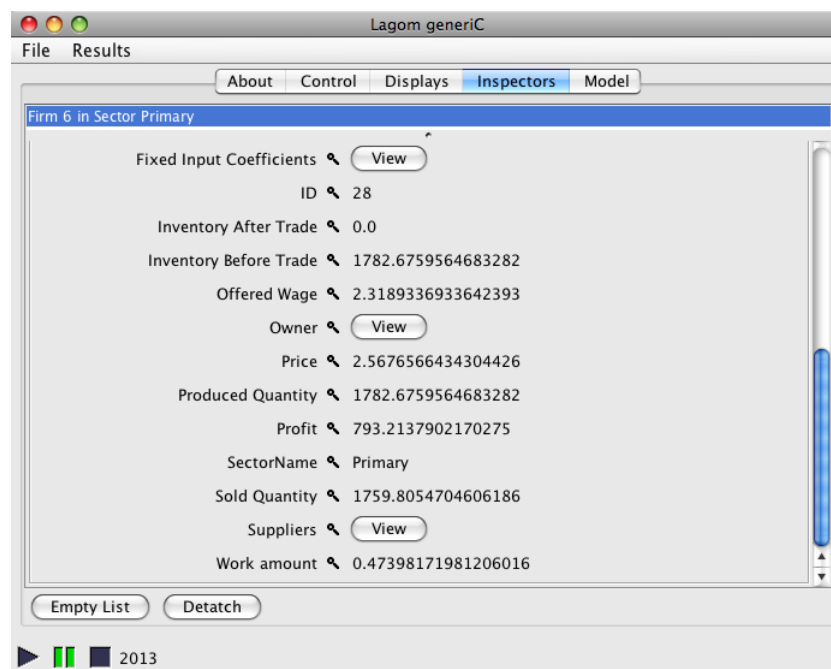 Lagom generiC
File Results
About Control Displays Inspectors Model
Firm 6 in Sector Primary
Fixed Input Coefficients View
ID 28
Inventory After Trade 0.0
Inventory Before Trade 1782.6759564683282
Offered Wage 2.3189336933642393
Owner View
Price 2.5676566434304426
Produced Quantity 1782.6759564683282
Profit 793.2137902170275
SectorName Primary
Sold Quantity 1759.8054704606186
Suppliers View
Work amount 0.47398171981206016
Empty List Detatch
2013